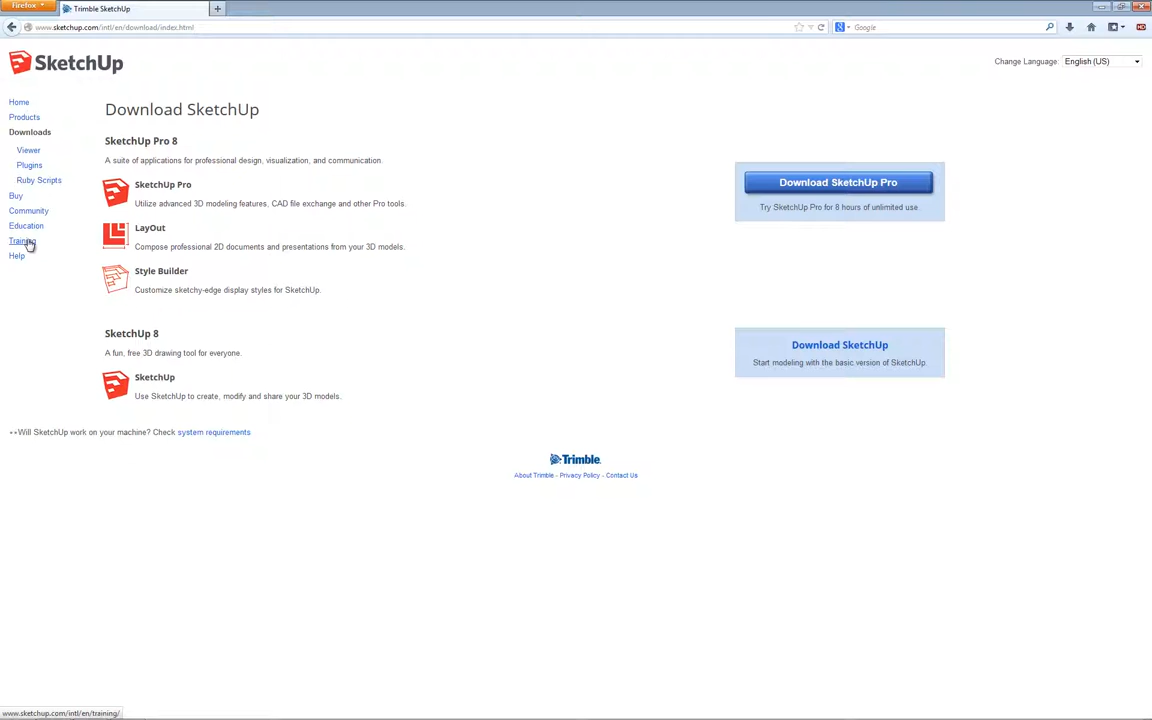 Firefox
Trimble SketchUp
www.sketchup.com/intl/en/download/index.html
Google
SketchUp
Change Language: English (US)
Home
Products
Downloads
Viewer
Plugins
Ruby Scripts
Buy
Community
Education
Training
Help
Download SketchUp
SketchUp Pro 8
A suite of applications for professional design, visualization, and communication.
SketchUp Pro
Utilize advanced 3D modeling features, CAD file exchange and other Pro tools.
LayOut
Compose professional 2D documents and presentations from your 3D models.
Style Builder
Customize sketchy-edge display styles for SketchUp.
Download SketchUp Pro
Try SketchUp Pro for 8 hours of unlimited use.
SketchUp 8
A fun, free 3D drawing tool for everyone.
SketchUp
Use SketchUp to create, modify and share your 3D models.
Download SketchUp
Start modeling with the basic version of SketchUp.
**Will SketchUp work on your machine? Check system requirements
Trimble
About Trimble - Privacy Policy - Contact Us
www.sketchup.com/intl/en/training/